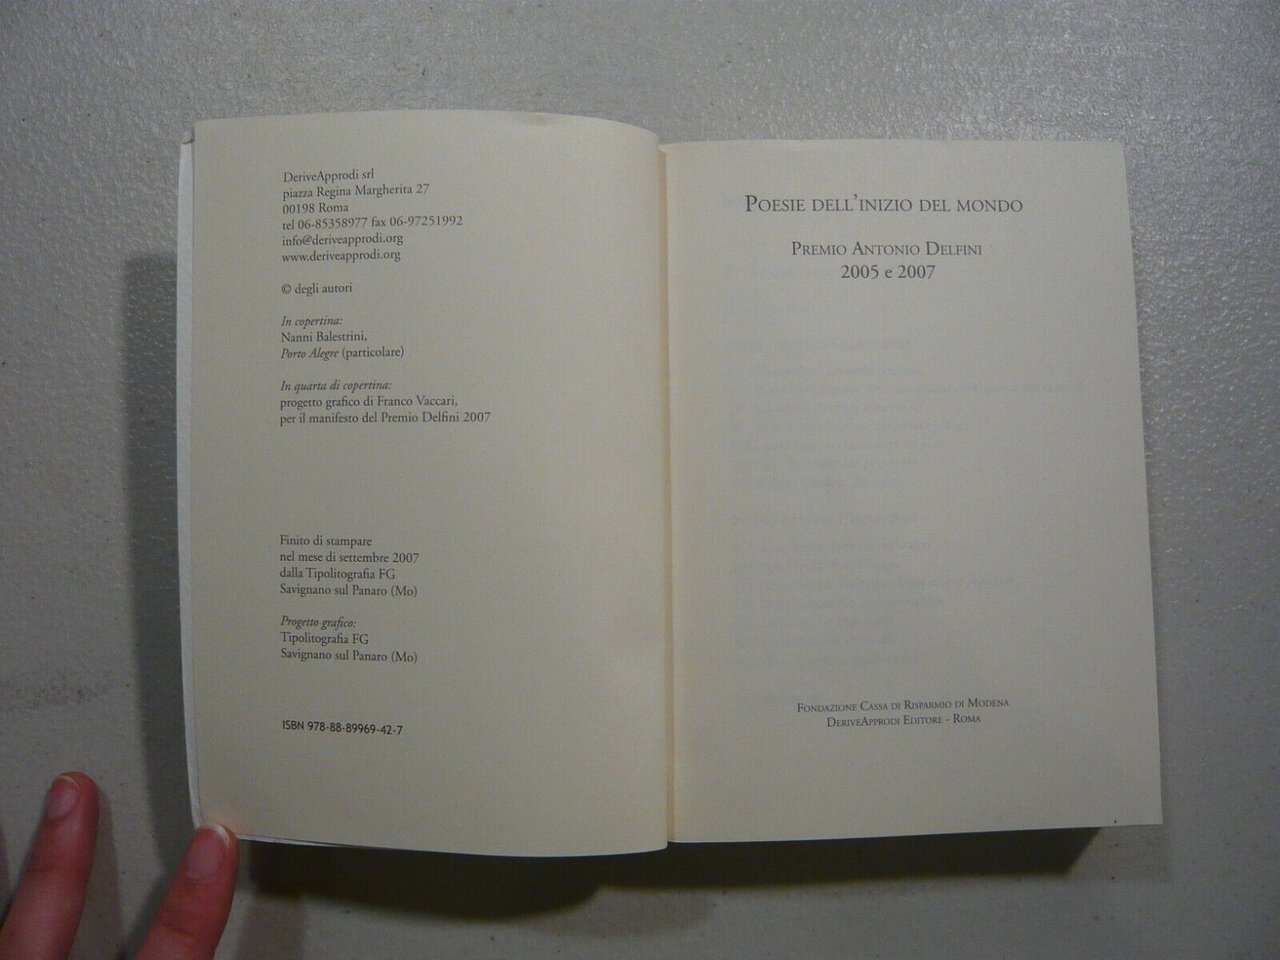 DeriveApprodi srl
piazza Regina Margherita 27
00198 Roma
tel 06-85358977 fax 06-97251992
info@deriveapprodi.org
www.deriveapprodi.org
© degli autori
In copertina:
Nanni Balestrini,
Porto Alegre (particolare)
In quarta di copertina:
progetto grafico di Franco Vaccari,
per il manifesto del Premio Delfini 2007
Finito di stampare
nel mese di settembre 2007
dalla Tipolitografia FG
Savignano sul Panaro (Mo)
Progetto grafico:
Tipolitografia FG
Savignano sul Panaro (Mo)
ISBN 978-88-89969-42-7
Poesie dell'inizio del mondo
Premio Antonio Delfini
2005 e 2007
Fondazione Cassa di Risparmio di Modena
DeriveApprodi Editore - Roma